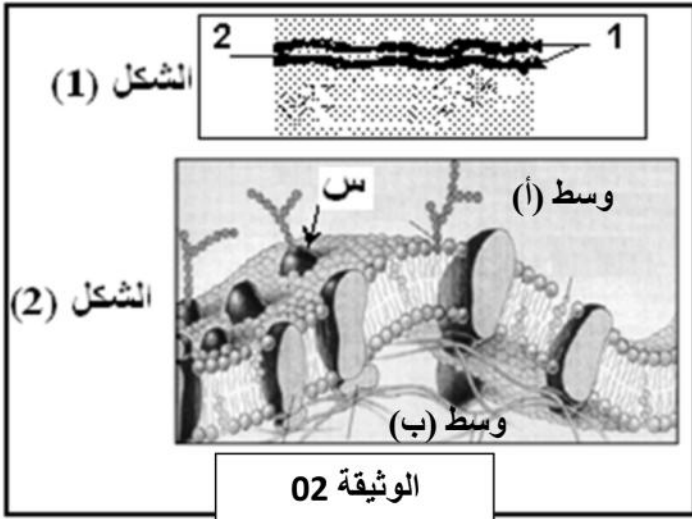 2 1
الشكل (1)
س
وسط (أ)
الشكل (2)
وسط (ب)
الوثيقة 02